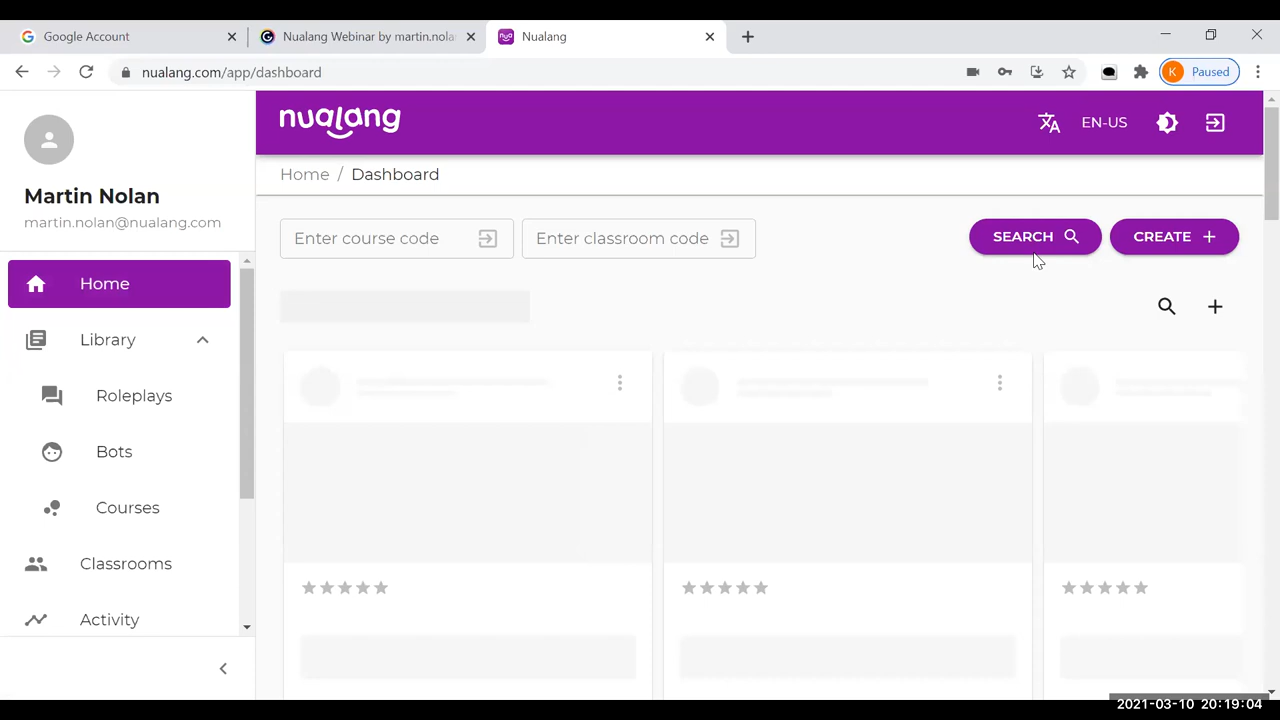 Google Account
Nualang Webinar by martin.nola
Nualang
nualang.com/app/dashboard
K
Paused
Martin Nolan
martin.nolan@nualang.com
Home
Library
Roleplays
Bots
Courses
Classrooms
Activity
nualang
EN-US
Home / Dashboard
Enter course code
Enter classroom code
SEARCH
CREATE
2021-03-10 20:19:04